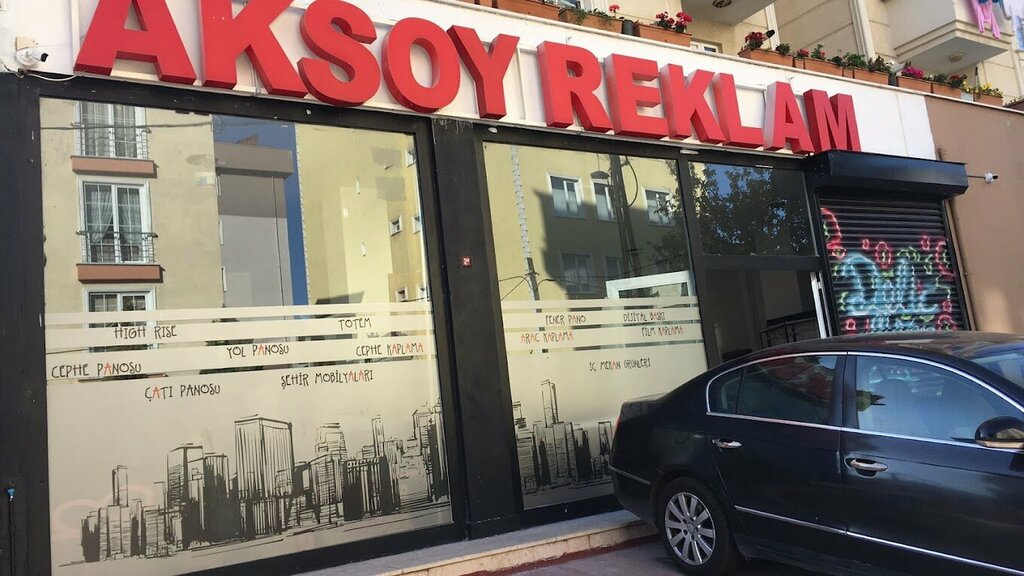 AKSOY REKLAM
HIGH RISE
TOTEM
YOL PANOSU
CEPHE KAPLAMA
CEPHE PANOSU
ÇATI PANOSU
ŞEHİR MOBİLYALARI
FENER PANO
DİJİTAL BASKI
ARAÇ KAPLAMA
FİLM KAPLAMA
İÇ MEKAN ÜRÜNLERİ